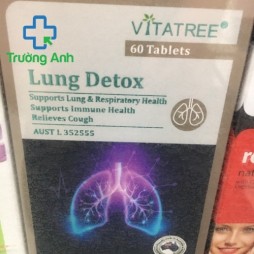 Trường Anh
VITATREE®
60 Tablets
Lung Detox
Supports Lung & Respiratory Health
Supports Immune Health
Relieves Cough
AUST L 352555